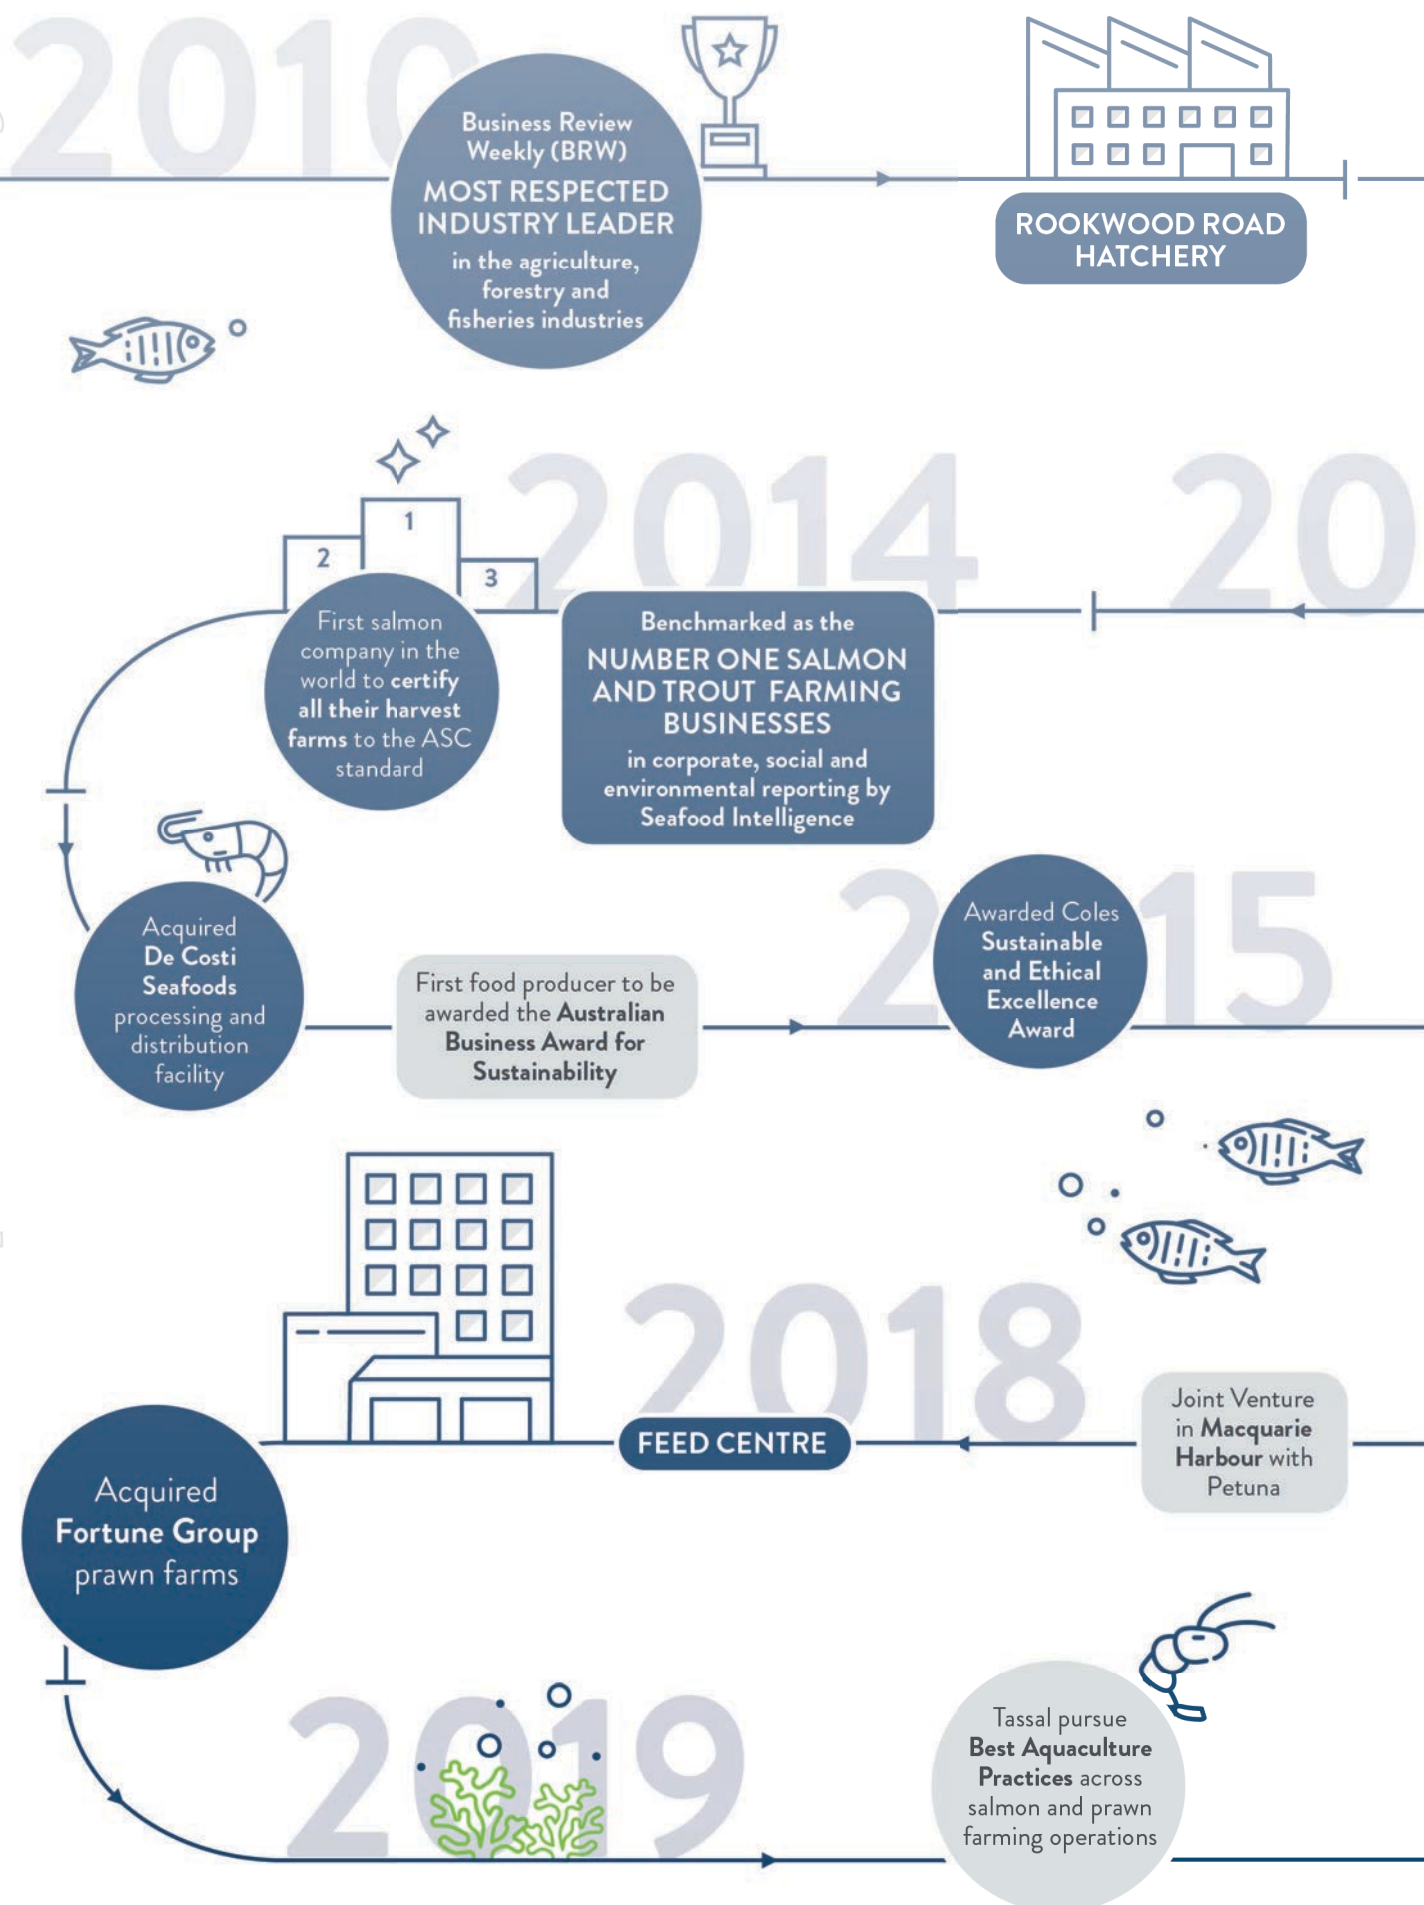 2010
Business Review
Weekly (BRW)
MOST RESPECTED
INDUSTRY LEADER
in the agriculture,
forestry and
fisheries industries
ROOKWOOD ROAD
HATCHERY
20
2014
Benchmarked as the
NUMBER ONE SALMON
AND TROUT FARMING
BUSINESSES
in corporate, social and
environmental reporting by
Seafood Intelligence
1
2
3
First salmon
company in the
world to certify
all their harvest
farms to the ASC
standard
Acquired
De Costi
Seafoods
processing and
distribution
facility
First food producer to be
awarded the Australian
Business Award for
Sustainability
2 15
Awarded Coles
Sustainable
and Ethical
Excellence
Award
Joint Venture
in Macquarie
Harbour with
Petuna
2018
FEED CENTRE
Acquired
Fortune Group
prawn farms
2019
Tassal pursue
Best Aquaculture
Practices across
salmon and prawn
farming operations